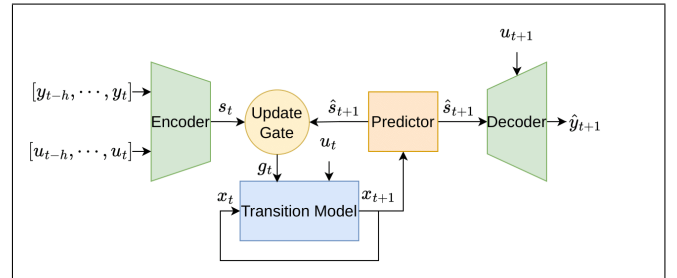 u_{t+1}
[y_{t-h}, ⋯, y_t]
[u_{t-h}, ⋯, u_t]
Encoder
s_t
Update
Gate
ŝ_{t+1}
Predictor
ŝ_{t+1}
Decoder
ŷ_{t+1}
u_t
g_t
x_t
Transition Model
x_{t+1}